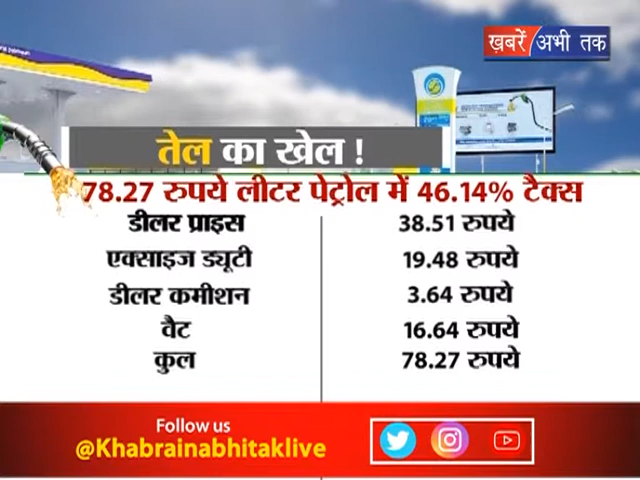 ख़बरें अभी तक
तेल का खेल !
78.27 रुपये लीटर पेट्रोल में 46.14% टैक्स
डीलर प्राइस 38.51 रुपये
एक्साइज ड्यूटी 19.48 रुपये
डीलर कमीशन 3.64 रुपये
वैट 16.64 रुपये
कुल 78.27 रुपये
Follow us
@Khabrainabhitaklive